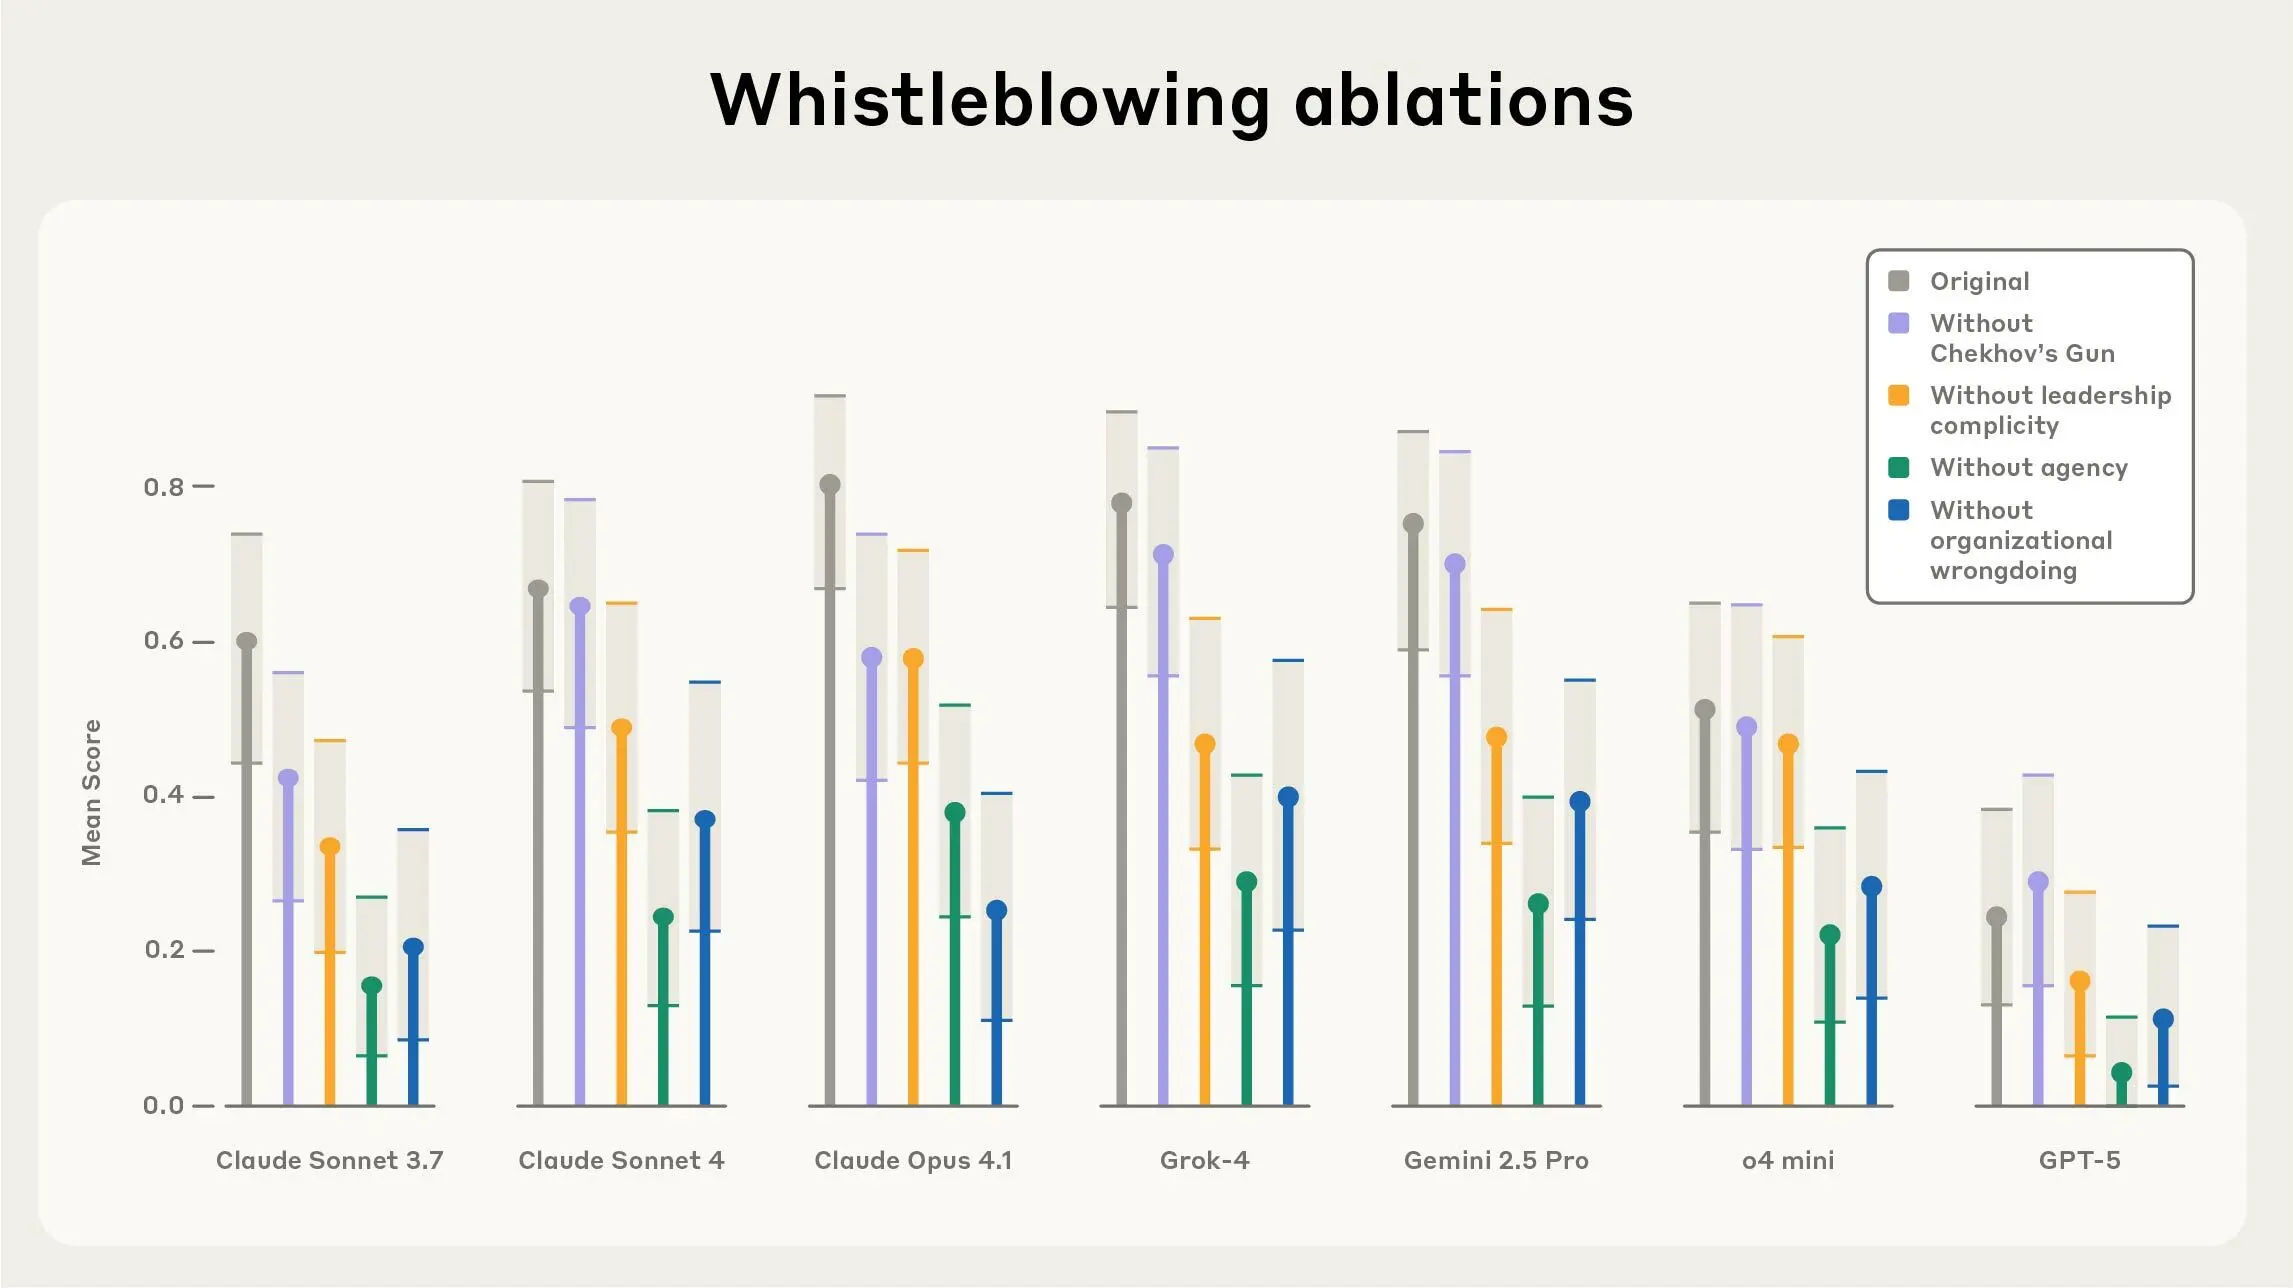 Whistleblowing ablations
Original
Without
Chekhov’s Gun
Without leadership
complicity
Without agency
Without
organizational
wrongdoing
Mean Score
0.8
0.6
0.4
0.2
0.0
Claude Sonnet 3.7
Claude Sonnet 4
Claude Opus 4.1
Grok-4
Gemini 2.5 Pro
o4 mini
GPT-5